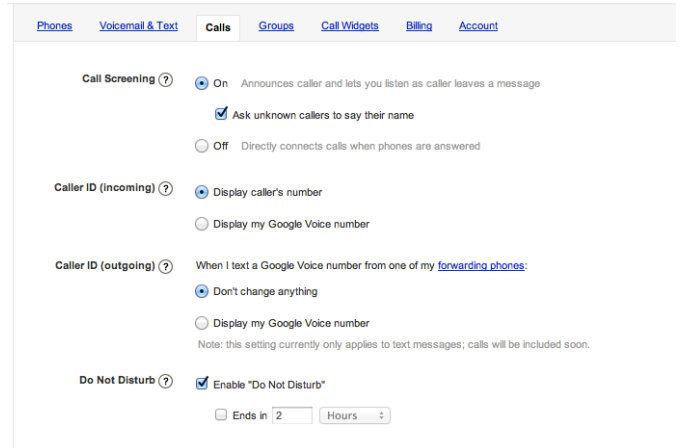 Phones Voicemail & Text Calls Groups Call Widgets Billing Account
Call Screening (?) On Announces caller and lets you listen as caller leaves a message
Ask unknown callers to say their name
Off Directly connects calls when phones are answered
Caller ID (incoming) (?) Display caller's number
Display my Google Voice number
Caller ID (outgoing) (?) When I text a Google Voice number from one of my forwarding phones:
Don't change anything
Display my Google Voice number
Note: this setting currently only applies to text messages; calls will be included soon.
Do Not Disturb (?) Enable "Do Not Disturb"
Ends in 2 Hours